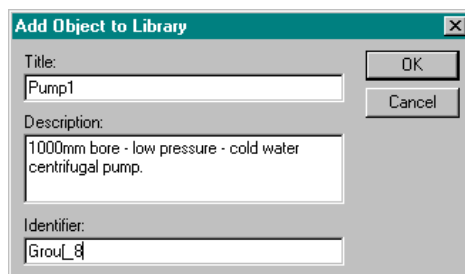 Add Object to Library
Title:
OK
Pump1
Cancel
Description:
1000mm bore - low pressure - cold water
centrifugal pump.
Identifier:
Grou[_8